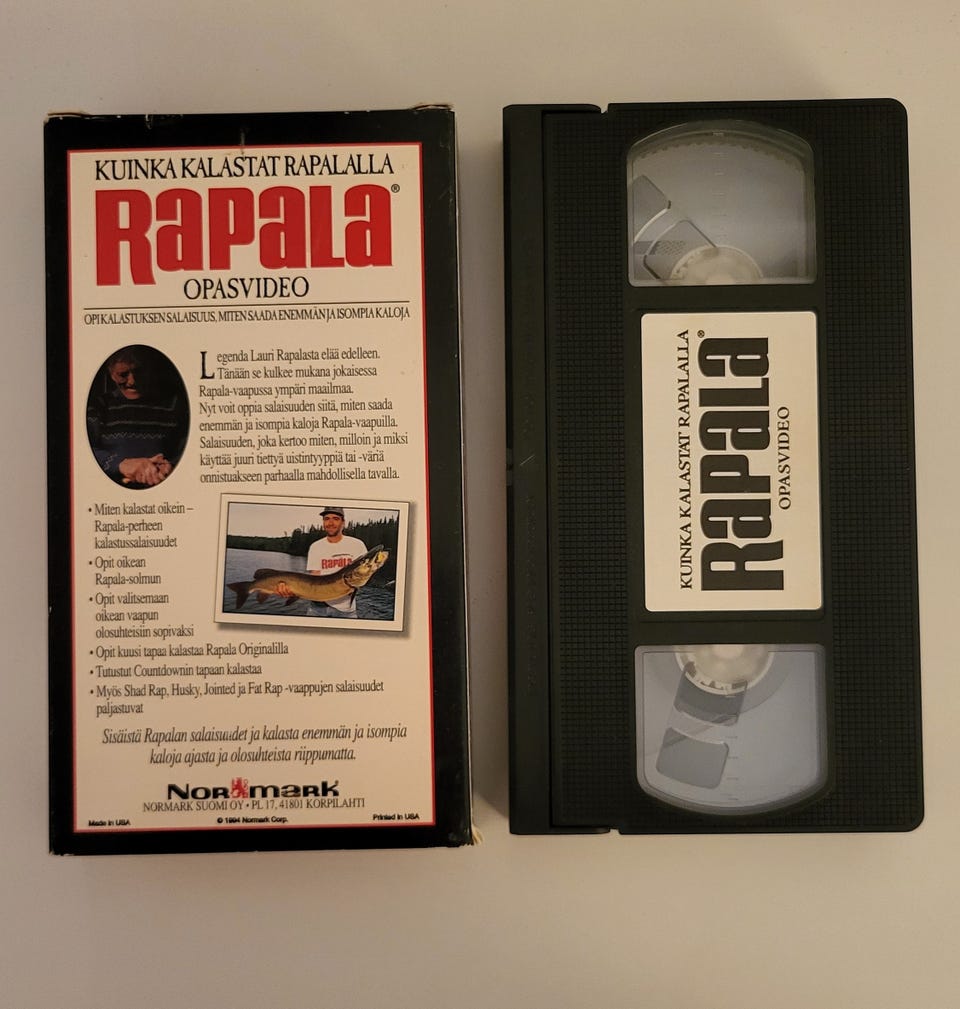 KUINKA KALASTAT RAPALALLA
RAPALA®
OPASVIDEO
OPI KALASTUKSEN SALAISUUS, MITEN SAADA ENEMMÄN JA ISOMPIA KALOJA
Legenda Lauri Rapalasta elää edelleen.
Tänään se kulkee mukana jokaisessa
Rapala-vaapussa ympäri maailmaa.
Nyt voit oppia salaisuuden siitä, miten saada
enemmän ja isompia kaloja Rapala-vaapuilla.
Salaisuuden, joka kertoo miten, milloin ja miksi
käyttää juuri tiettyä uistintyyppiä tai -väriä
onnistuakseen parhaalla mahdollisella tavalla.
• Miten kalastat oikein –
Rapala-perheen
kalastussalaisuudet
• Opit oikean
Rapala-solmun
• Opit valitsemaan
oikean vaapun
olosuhteisiin sopivaksi
RAPALA
• Opit kuusi tapaa kalastaa Rapala Originalilla
• Tutustut Countdownin tapaan kalastaa
• Myös Shad Rap, Husky, Jointed ja Fat Rap -vaappujen salaisuudet
paljastuvat
Sisäistä Rapalan salaisuudet ja kalasta enemmän ja isompia
kaloja ajasta ja olosuhteista riippumatta.
Normark
NORMARK SUOMI OY • PL 17, 41801 KORPILAHTI
Made in USA
© 1994 Normark Corp.
Printed in USA
KUINKA KALASTAT RAPALALLA
RAPALA®
OPASVIDEO